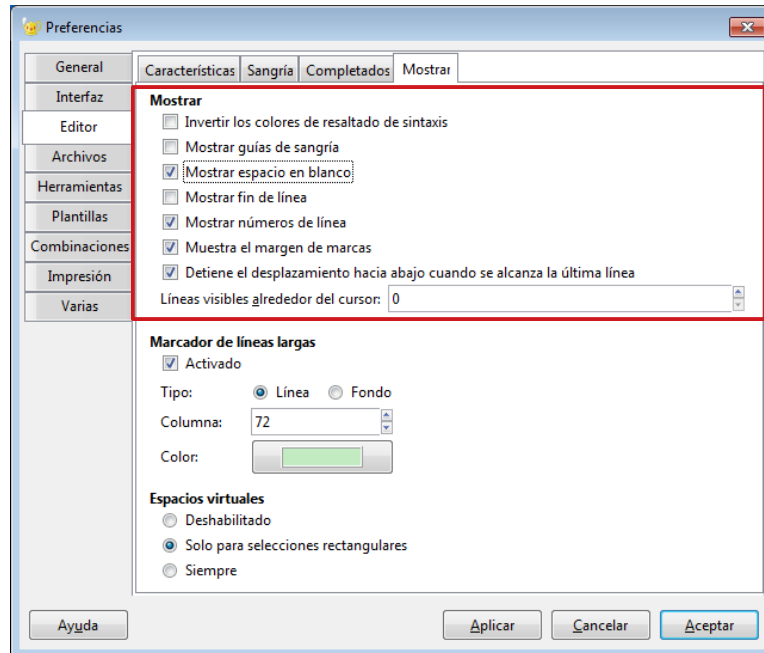 Preferencias
General
Interfaz
Editor
Archivos
Herramientas
Plantillas
Combinaciones
Impresión
Varias
Características Sangría Completados Mostrar
Mostrar
Invertir los colores de resaltado de sintaxis
Mostrar guías de sangría
Mostrar espacio en blanco
Mostrar fin de línea
Mostrar números de línea
Muestra el margen de marcas
Detiene el desplazamiento hacia abajo cuando se alcanza la última línea
Líneas visibles alrededor del cursor: 0
Marcador de líneas largas
Activado
Tipo: Línea Fondo
Columna: 72
Color:
Espacios virtuales
Deshabilitado
Solo para selecciones rectangulares
Siempre
Ayuda Aplicar Cancelar Aceptar